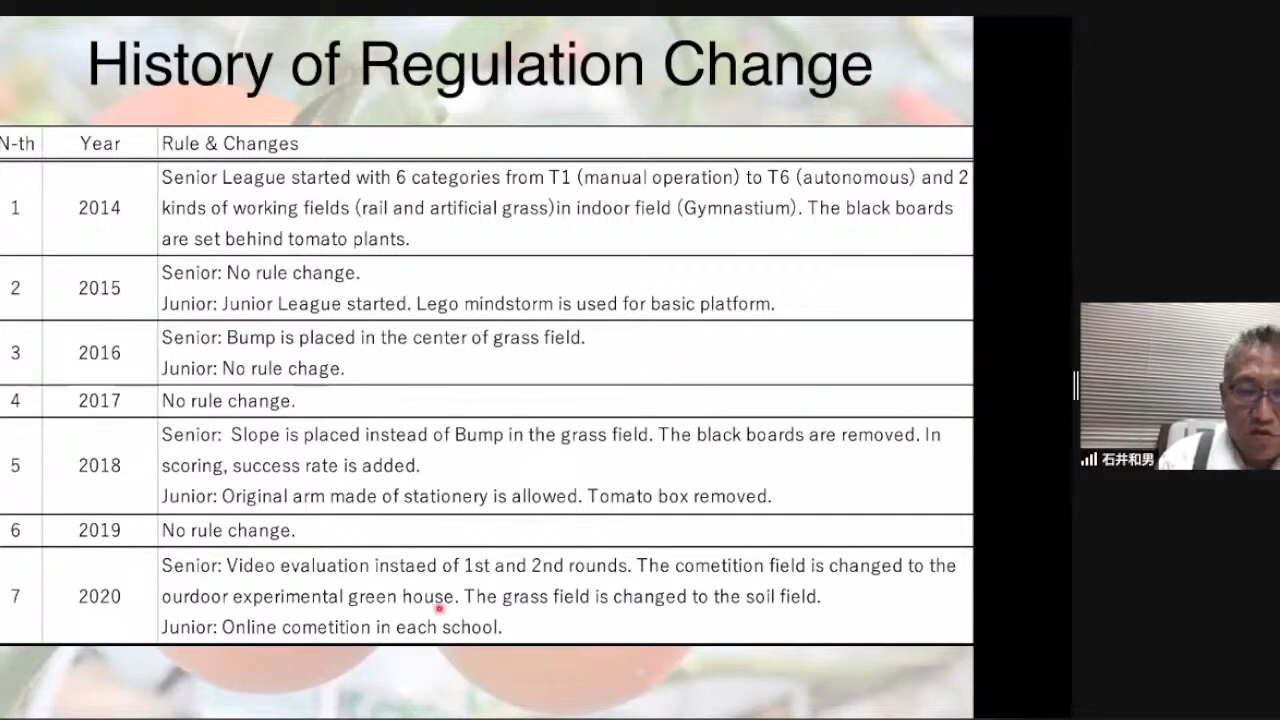 History of Regulation Change
N-th Year Rule & Changes
1 2014 Senior League started with 6 categories from T1 (manual operation) to T6 (autonomous) and 2
kinds of working fields (rail and artificial grass)in indoor field (Gymnastium). The black boards
are set behind tomato plants.
2 2015 Senior: No rule change.
Junior: Junior League started. Lego mindstorm is used for basic platform.
3 2016 Senior: Bump is placed in the center of grass field.
Junior: No rule chage.
4 2017 No rule change.
5 2018 Senior: Slope is placed instead of Bump in the grass field. The black boards are removed. In
scoring, success rate is added.
Junior: Original arm made of stationery is allowed. Tomato box removed.
6 2019 No rule change.
7 2020 Senior: Video evaluation instaed of 1st and 2nd rounds. The cometition field is changed to the
ourdoor experimental green house. The grass field is changed to the soil field.
Junior: Online cometition in each school.
石井和男